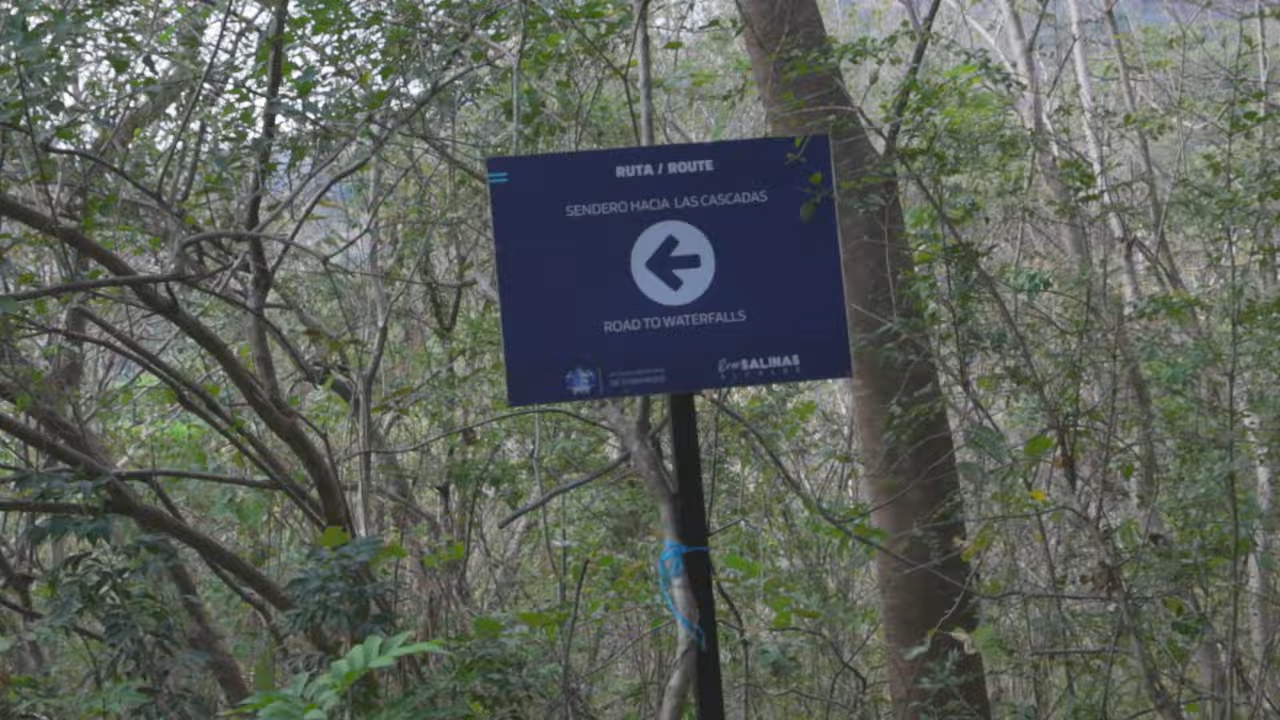 RUTA / ROUTE
SENDERO HACIA LAS CASCADAS
ROAD TO WATERFALLS
SALINAS